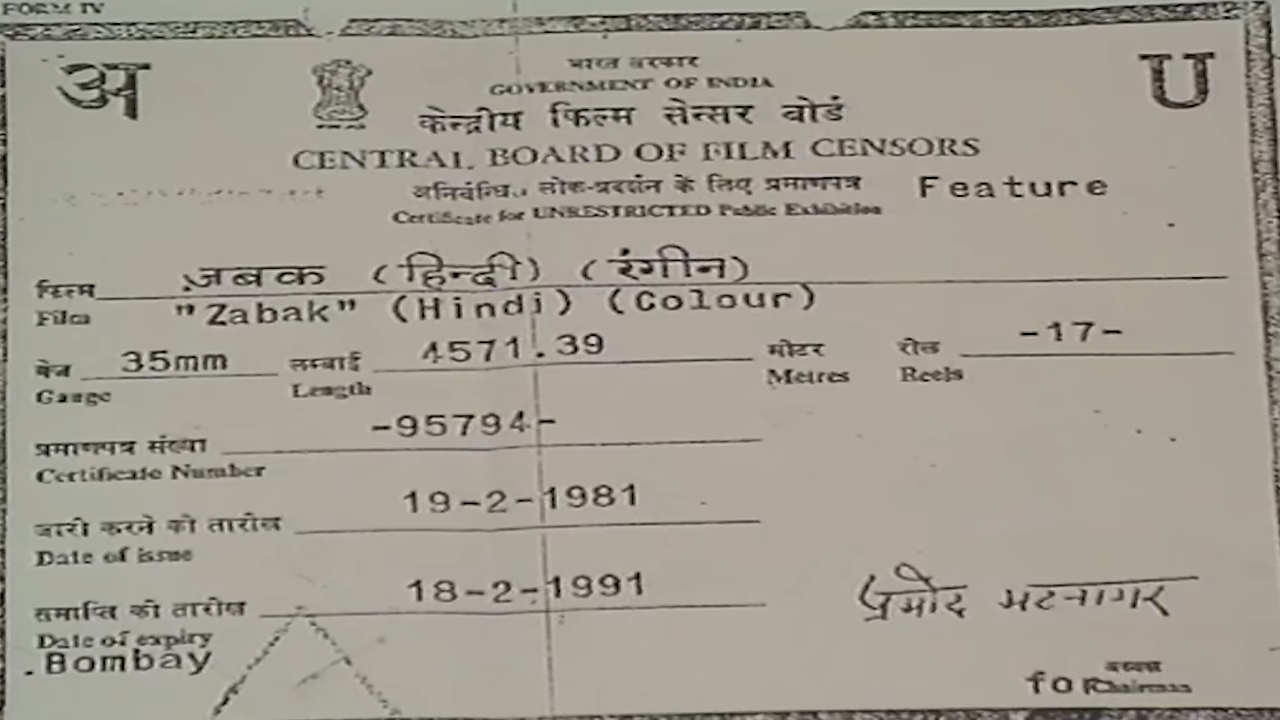 FORM IV
अ
U
भारत सरकार
GOVERNMENT OF INDIA
केन्द्रीय फिल्म सेन्सर बोर्ड
CENTRAL BOARD OF FILM CENSORS
लोक-प्रदर्शन के लिए प्रमाणपत्र Feature
Certificate for UNRESTRICTED Public Exhibition
फिल्म ज़बक (हिन्दी) (रंगीन)
Film "Zabak" (Hindi) (Colour)
गेज 35mm लम्बाई 4571.39 मीटर रील -17-
Gauge Length Metres Reels
प्रमाणपत्र संख्या -95794-
Certificate Number
जारी करने की तारीख 19-2-1981
Date of issue
समाप्ति की तारीख 18-2-1991
Date of expiry
.Bombay
प्रमोद भटनागर
अध्यक्ष
for Chairman